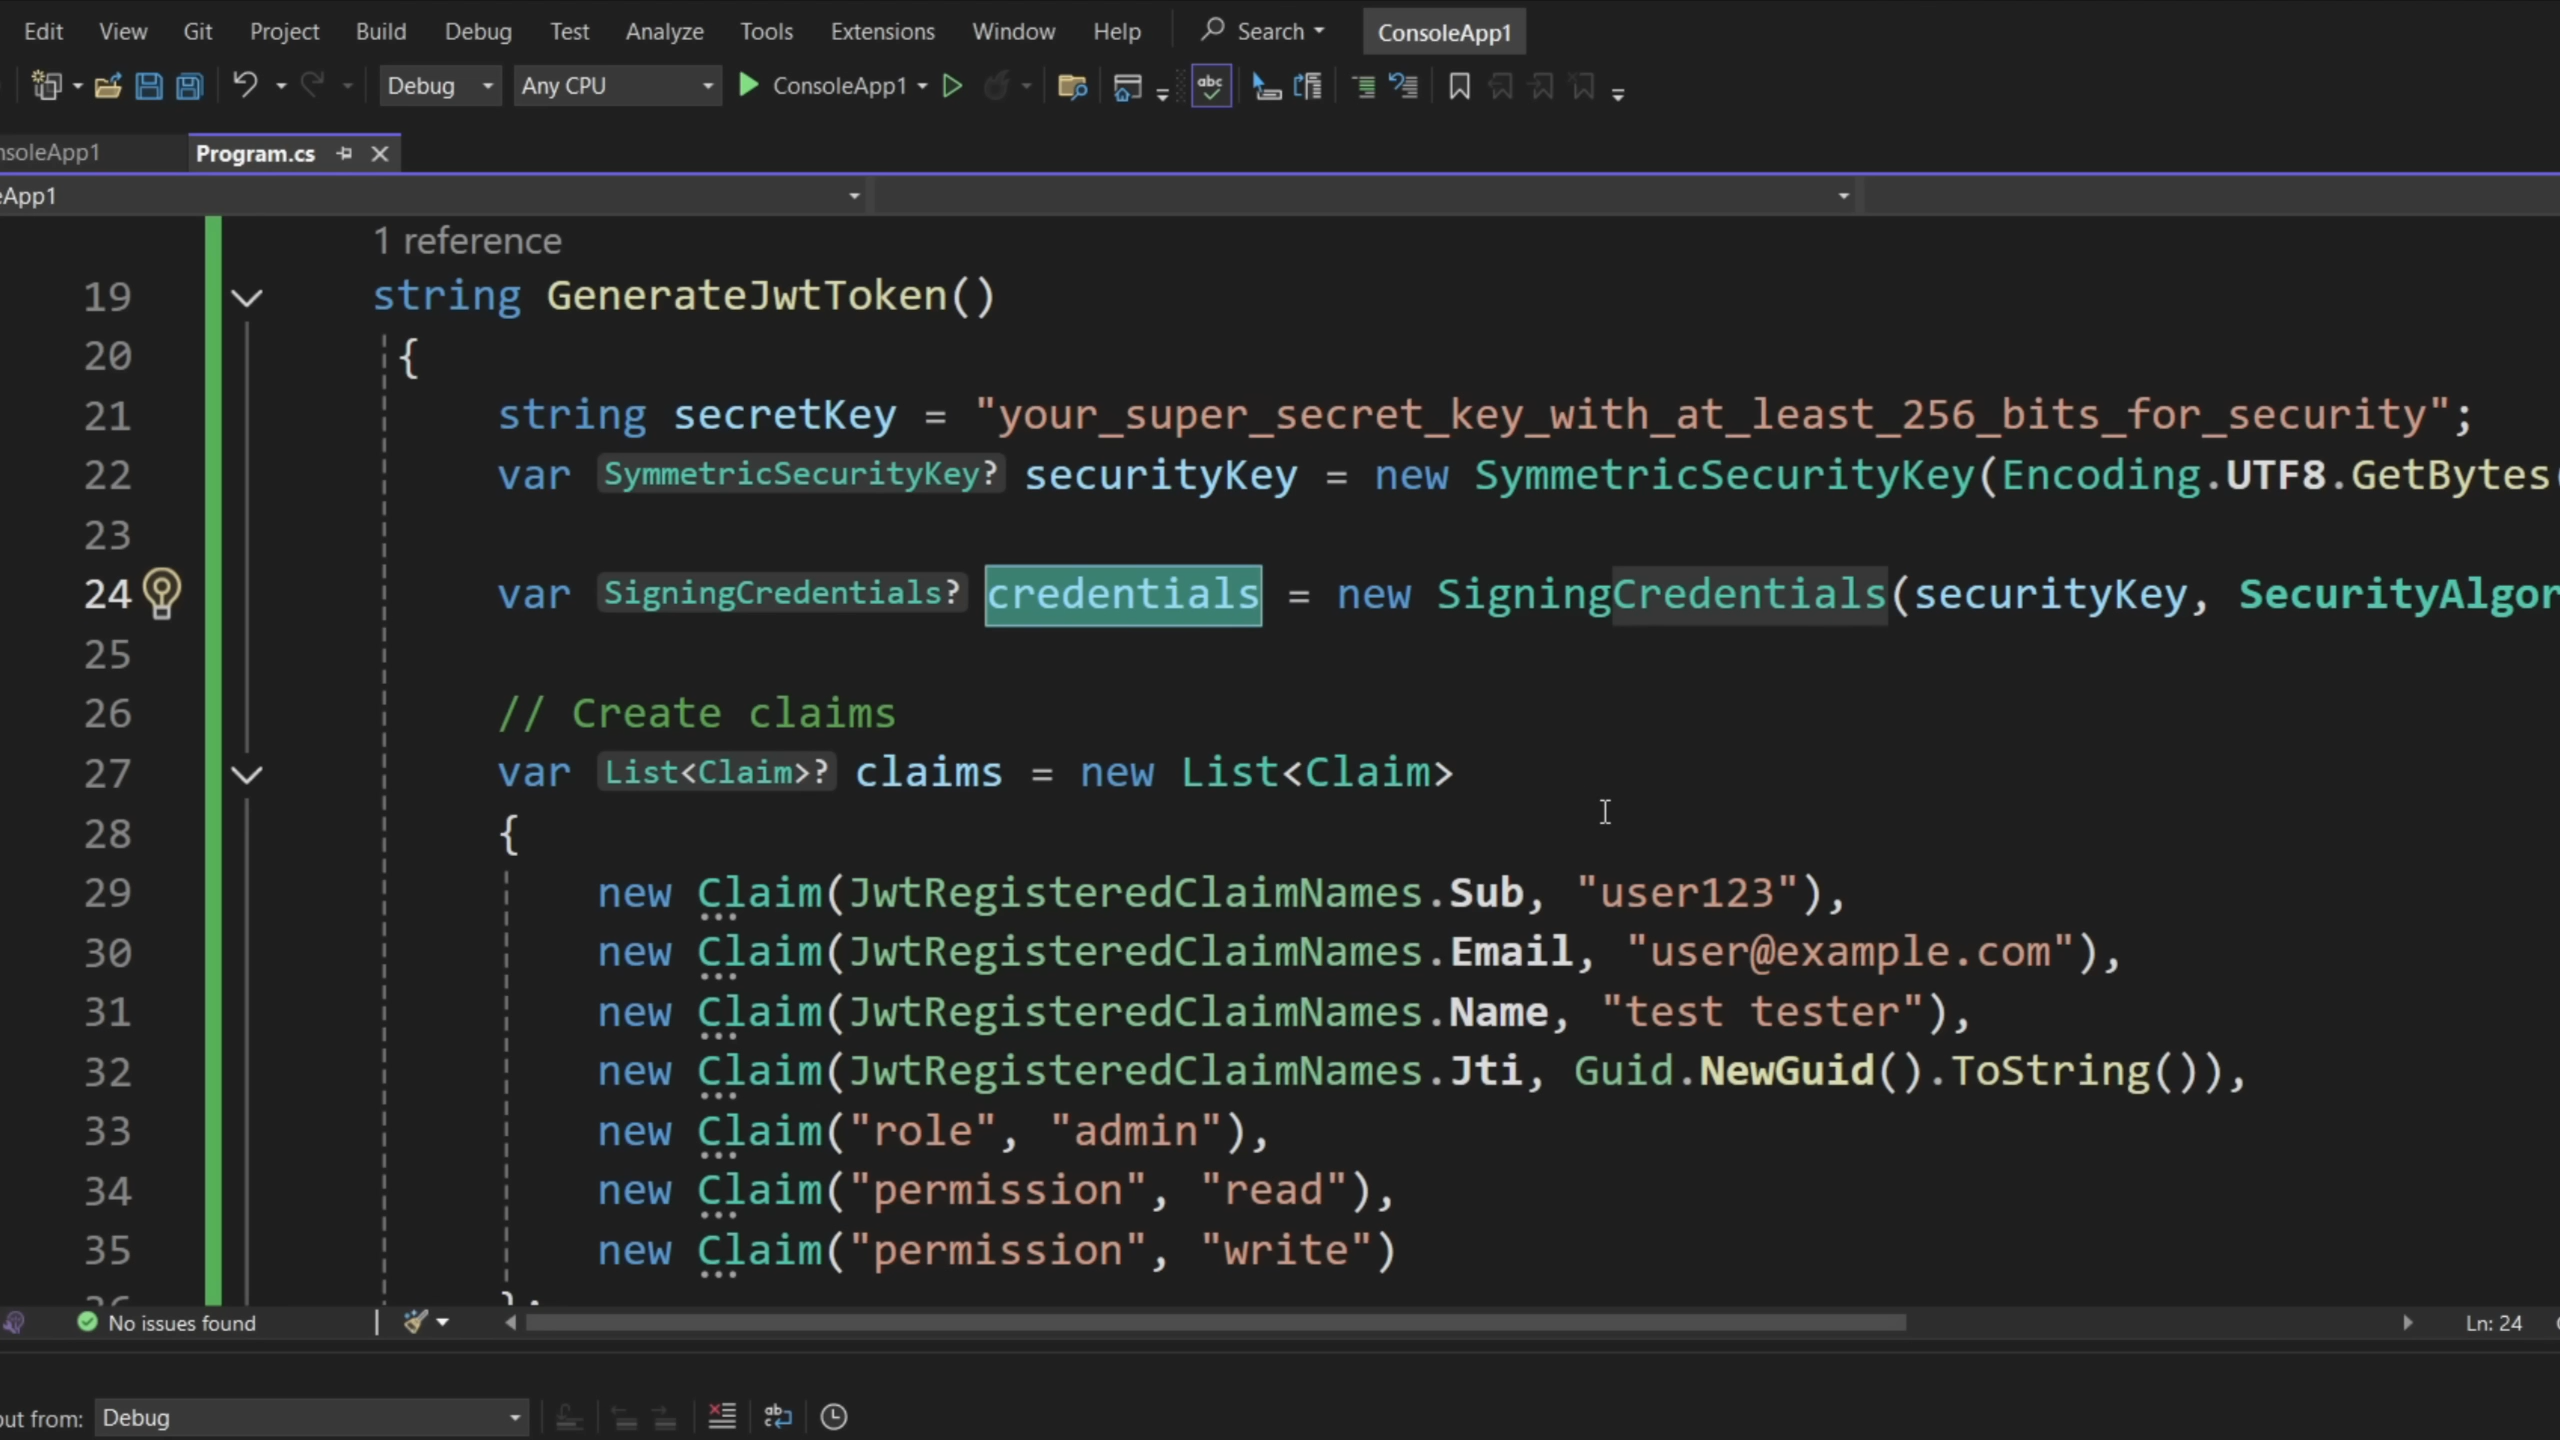 Edit View Git Project Build Debug Test Analyze Tools Extensions Window Help Search ConsoleApp1
Debug Any CPU ConsoleApp1
nsoleApp1 Program.cs
eApp1
1 reference
19 string GenerateJwtToken()
20 {
21 string secretKey = "your_super_secret_key_with_at_least_256_bits_for_security";
22 var SymmetricSecurityKey? securityKey = new SymmetricSecurityKey(Encoding.UTF8.GetBytes(
23
24 var SigningCredentials? credentials = new SigningCredentials(securityKey, SecurityAlgor
25
26 // Create claims
27 var List<Claim>? claims = new List<Claim>
28 {
29 new Claim(JwtRegisteredClaimNames.Sub, "user123"),
30 new Claim(JwtRegisteredClaimNames.Email, "user@example.com"),
31 new Claim(JwtRegisteredClaimNames.Name, "test tester"),
32 new Claim(JwtRegisteredClaimNames.Jti, Guid.NewGuid().ToString()),
33 new Claim("role", "admin"),
34 new Claim("permission", "read"),
35 new Claim("permission", "write")
36 };
No issues found Ln: 24
out from: Debug